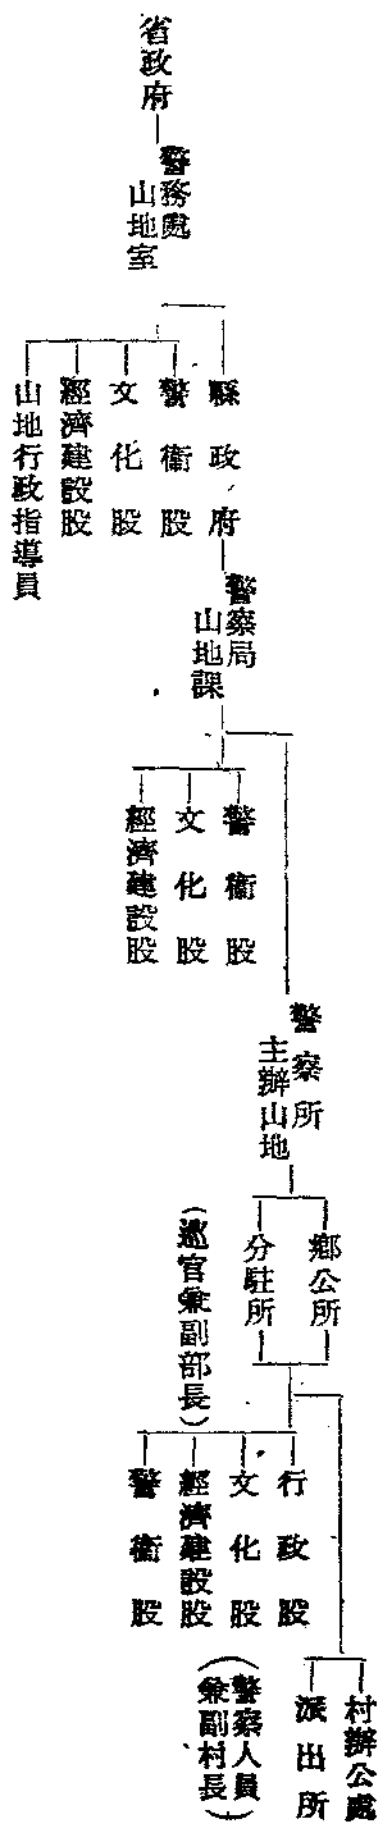 省政府
警務處
山地室
縣政府
警衞股
文化股
經濟建設股
山地行政指導員
警察局
山地課
警衞股
文化股
經濟建設股
警察所
主辦山地
鄉公所
分駐所
(巡官兼副部長)
行政股
文化股
經濟建設股
警衞股
村辦公處
派出所
(警察人員
兼副村長)